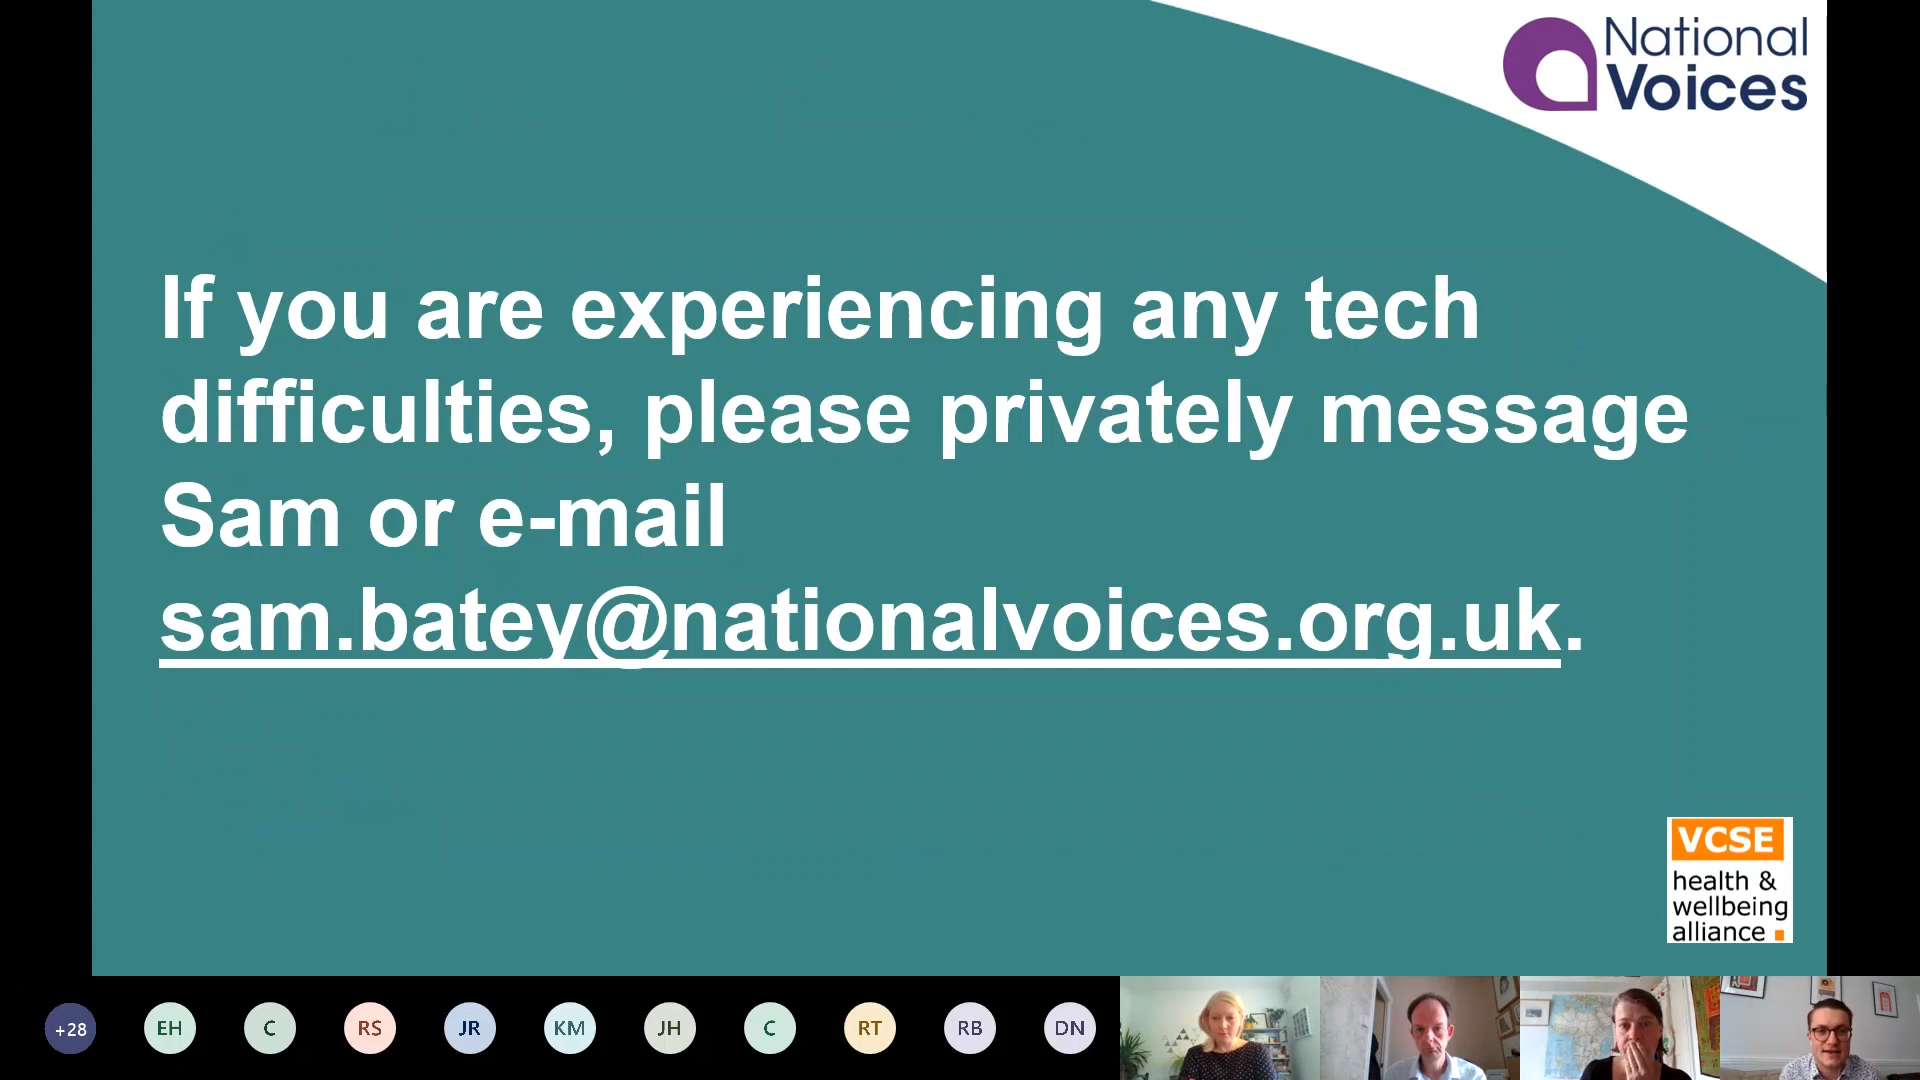 National
Voices
If you are experiencing any tech
difficulties, please privately message
Sam or e-mail
sam.batey@nationalvoices.org.uk.
VCSE
health &
wellbeing
alliance
+28 EH C RS JR KM JH C RT RB DN